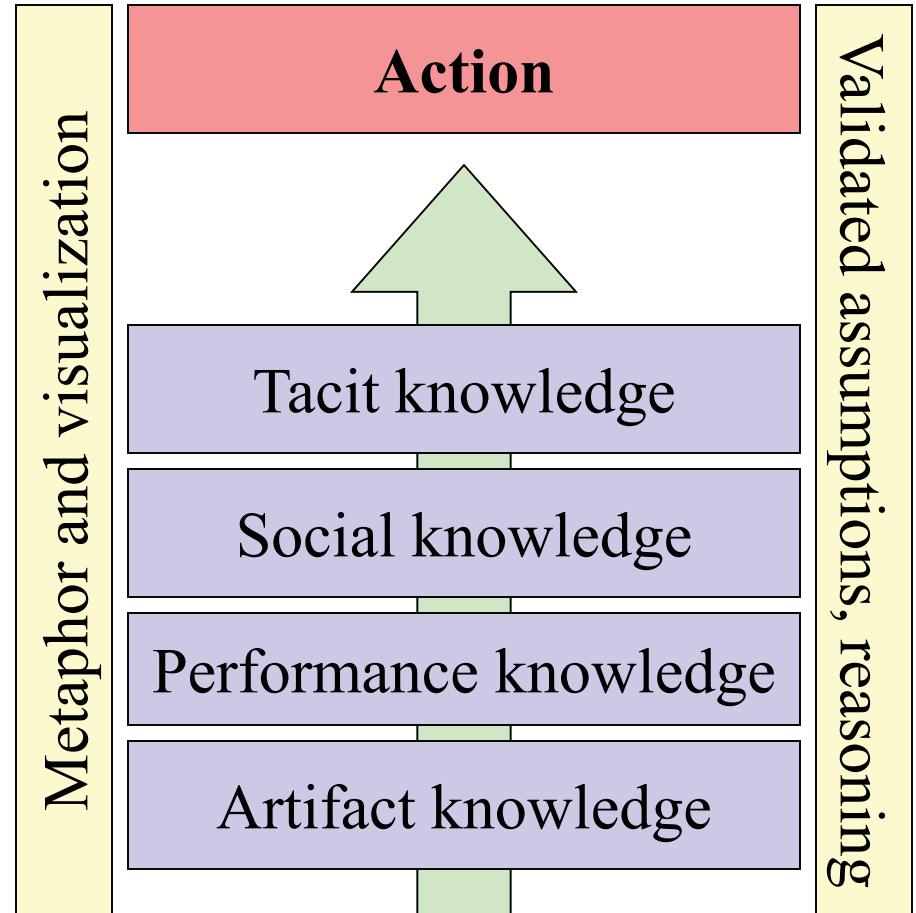 Action
Metaphor and visualization
Validated assumptions, reasoning
Tacit knowledge
Social knowledge
Performance knowledge
Artifact knowledge